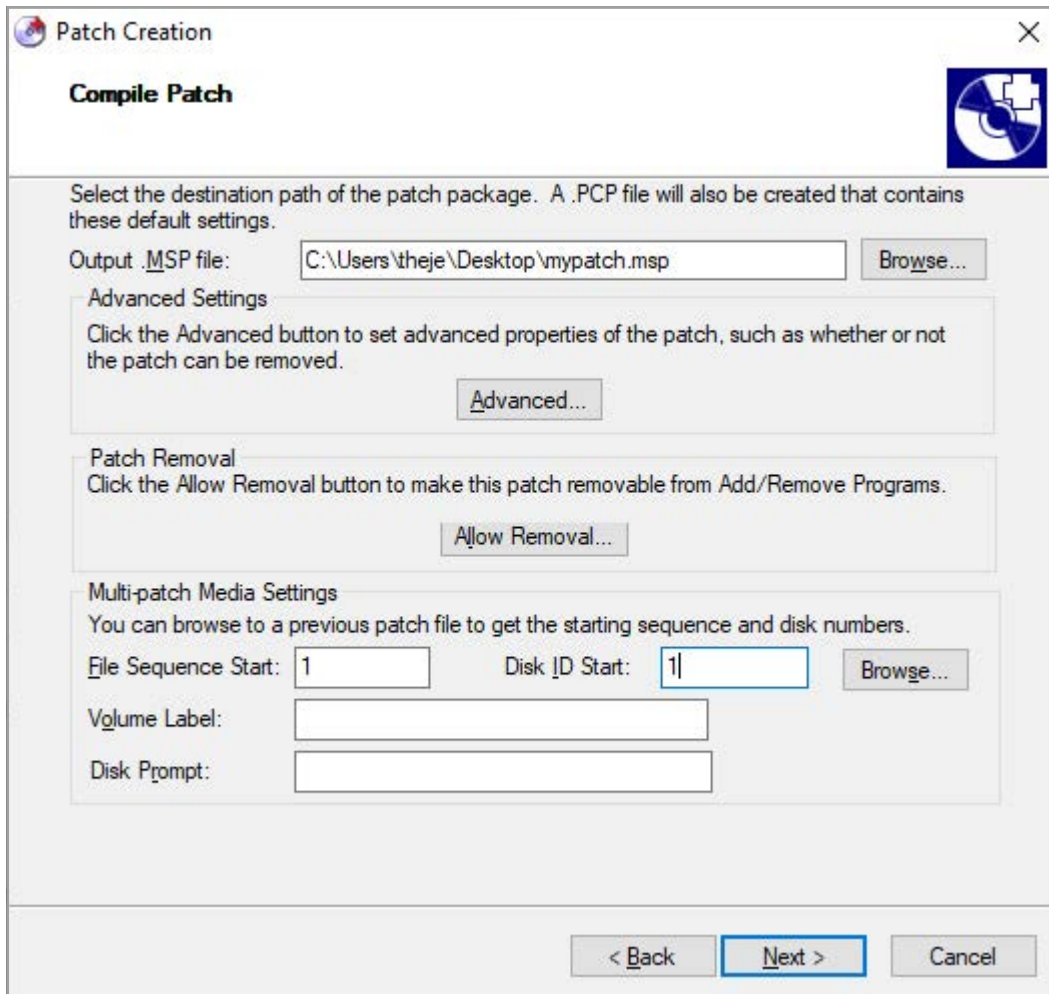 Patch Creation
Compile Patch
Select the destination path of the patch package.  A .PCP file will also be created that contains
these default settings.
Output .MSP file: C:\Users\theje\Desktop\mypatch.msp Browse...
Advanced Settings
Click the Advanced button to set advanced properties of the patch, such as whether or not
the patch can be removed.
Advanced...
Patch Removal
Click the Allow Removal button to make this patch removable from Add/Remove Programs.
Allow Removal...
Multi-patch Media Settings
You can browse to a previous patch file to get the starting sequence and disk numbers.
File Sequence Start: 1 Disk ID Start: 1 Browse...
Volume Label:
Disk Prompt:
< Back Next > Cancel